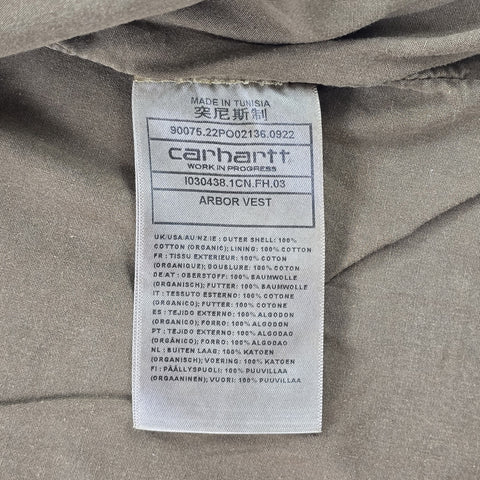 MADE IN TUNISIA
突尼斯制
90075.22PO02136.0922
carhartt
WORK IN PROGRESS
I030438.1CN.FH.03
ARBOR VEST
UK/USA/AU/NZ/IE : OUTER SHELL: 100%
COTTON (ORGANIC); LINING: 100% COTTON
FR : TISSU EXTERIEUR: 100% COTON
(ORGANIQUE); DOUBLURE: 100% COTON
DE/AT : OBERSTOFF: 100% BAUMWOLLE
(ORGANISCH); FUTTER: 100% BAUMWOLLE
IT : TESSUTO ESTERNO: 100% COTONE
(ORGANICO); FUTTER: 100% COTONE
ES : TEJIDO EXTERNO: 100% ALGODON
(ORGANICO); FORRO: 100% ALGODON
PT : TEJIDO EXTERNO: 100% ALGODAO
(ORGANICO); FORRO: 100% ALGODAO
NL : BUITEN LAAG: 100% KATOEN
(ORGANISCH); VOERING: 100% KATOEN
FI : PÄÄLLYSPUOLI: 100% PUUVILLAA
(ORGAANINEN); VUORI: 100% PUUVILLAA